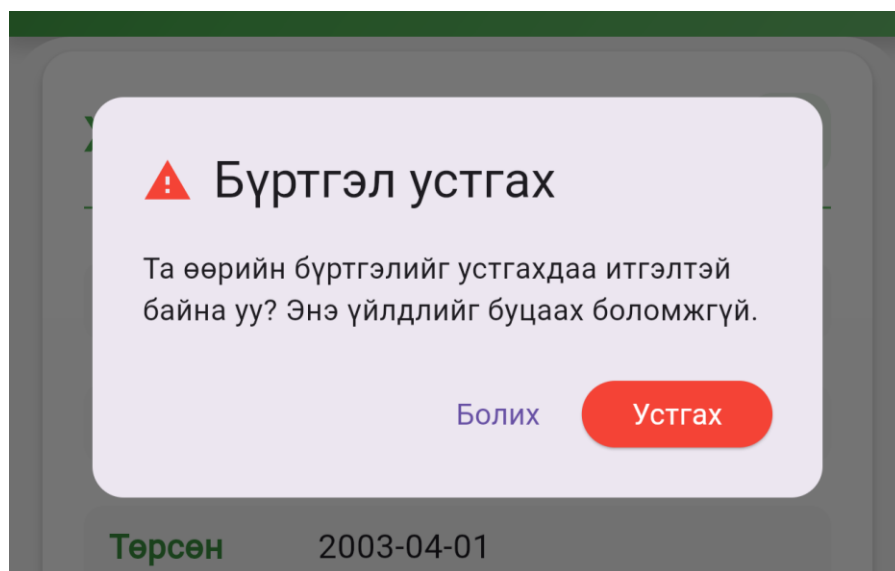 Бүртгэл устгах
Та өөрийн бүртгэлийг устгахдаа итгэлтэй
байна уу? Энэ үйлдлийг буцаах боломжгүй.
Болих Устгах
Төрсөн 2003-04-01